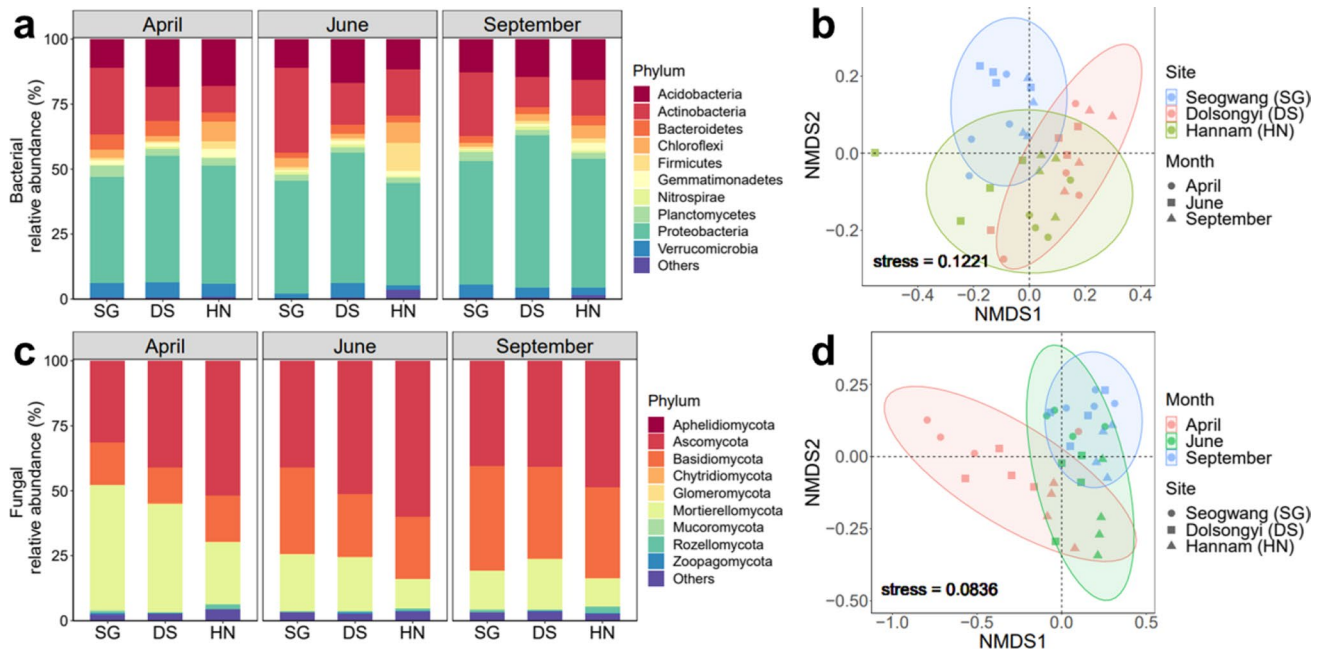 a
April
June
September
Bacterial
relative abundance (%)
100
75
50
25
0
SG DS HN
SG DS HN
SG DS HN
Phylum
Acidobacteria
Actinobacteria
Bacteroidetes
Chloroflexi
Firmicutes
Gemmatimonadetes
Nitrospirae
Planctomycetes
Proteobacteria
Verrucomicrobia
Others
b
NMDS2
0.2
0.0
−0.2
stress = 0.1221
−0.4 −0.2 0.0 0.2 0.4
NMDS1
Site
Seogwang (SG)
Dolsongyi (DS)
Hannam (HN)
Month
April
June
September
c
April
June
September
Fungal
relative abundance (%)
100
75
50
25
0
SG DS HN
SG DS HN
SG DS HN
Phylum
Aphelidiomycota
Ascomycota
Basidiomycota
Chytridiomycota
Glomeromycota
Mortierellomycota
Mucoromycota
Rozellomycota
Zoopagomycota
Others
d
NMDS2
0.25
0.00
−0.25
−0.50
stress = 0.0836
−1.0 −0.5 0.0 0.5
NMDS1
Month
April
June
September
Site
Seogwang (SG)
Dolsongyi (DS)
Hannam (HN)